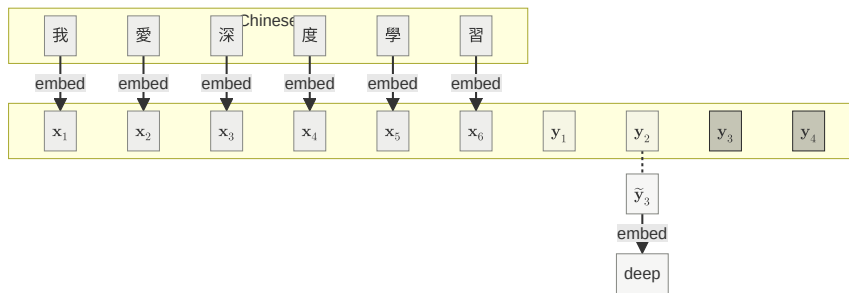 Chinese
我 愛 深 度 學 習
embed embed embed embed embed embed
x₁ x₂ x₃ x₄ x₅ x₆ y₁ y₂ y₃ y₄
ỹ₃
embed
deep